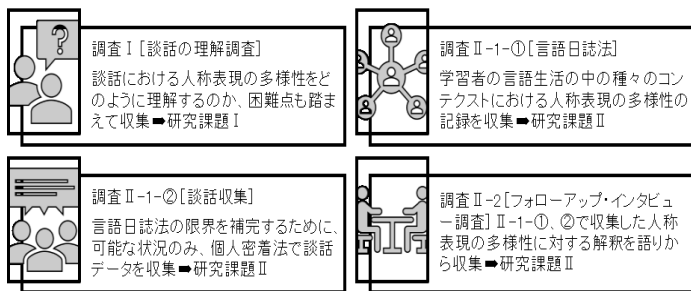 調査Ⅰ[談話の理解調査]
談話における人称表現の多様性をど
のように理解するのか、困難点も踏ま
えて収集➡研究課題Ⅰ
調査Ⅱ-1-①[言語日誌法]
学習者の言語生活の中の種々のコン
テクストにおける人称表現の多様性の
記録を収集➡研究課題Ⅱ
調査Ⅱ-1-②[談話収集]
言語日誌法の限界を補完するために、
可能な状況のみ、個人密着法で談話
データを収集➡研究課題Ⅱ
調査Ⅱ-2[フォローアップ・インタビュ
ー調査]Ⅱ-1-①、②で収集した人称
表現の多様性に対する解釈を語りか
ら収集➡研究課題Ⅱ